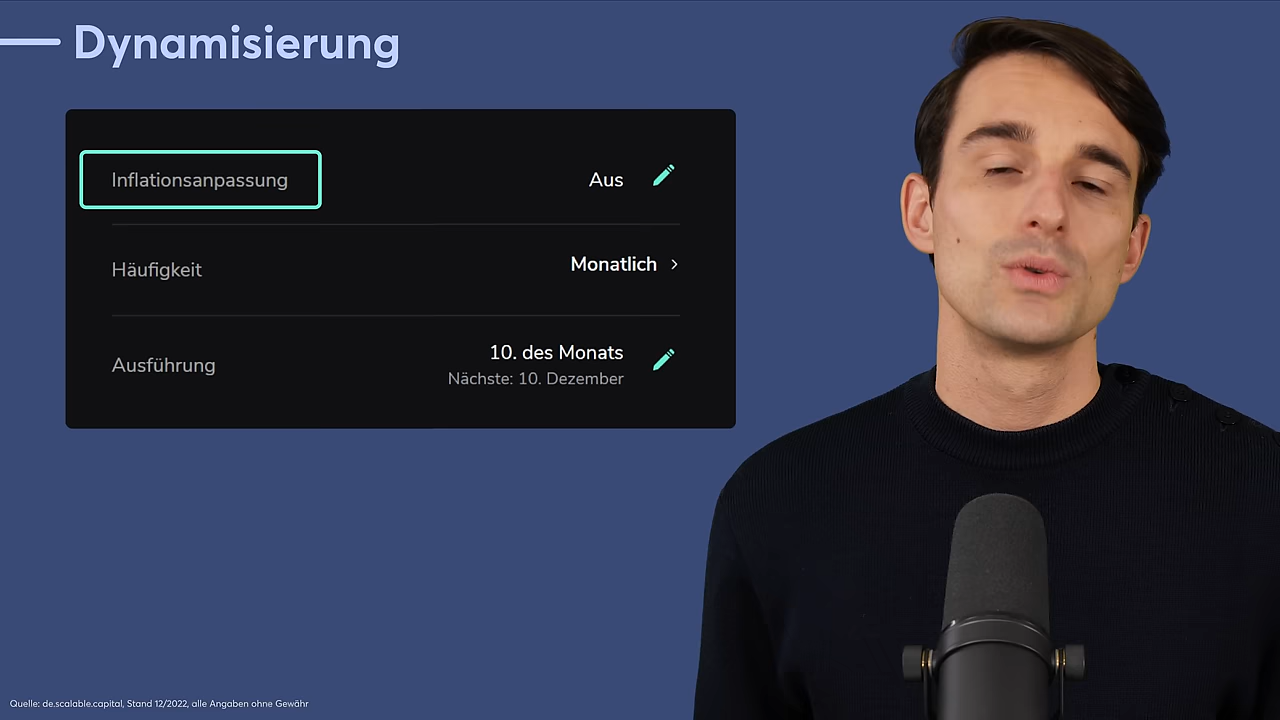 Dynamisierung
Inflationsanpassung Aus
Häufigkeit Monatlich
Ausführung 10. des Monats
Nächste: 10. Dezember
Quelle: de.scalable.capital, Stand 12/2022, alle Angaben ohne Gewähr